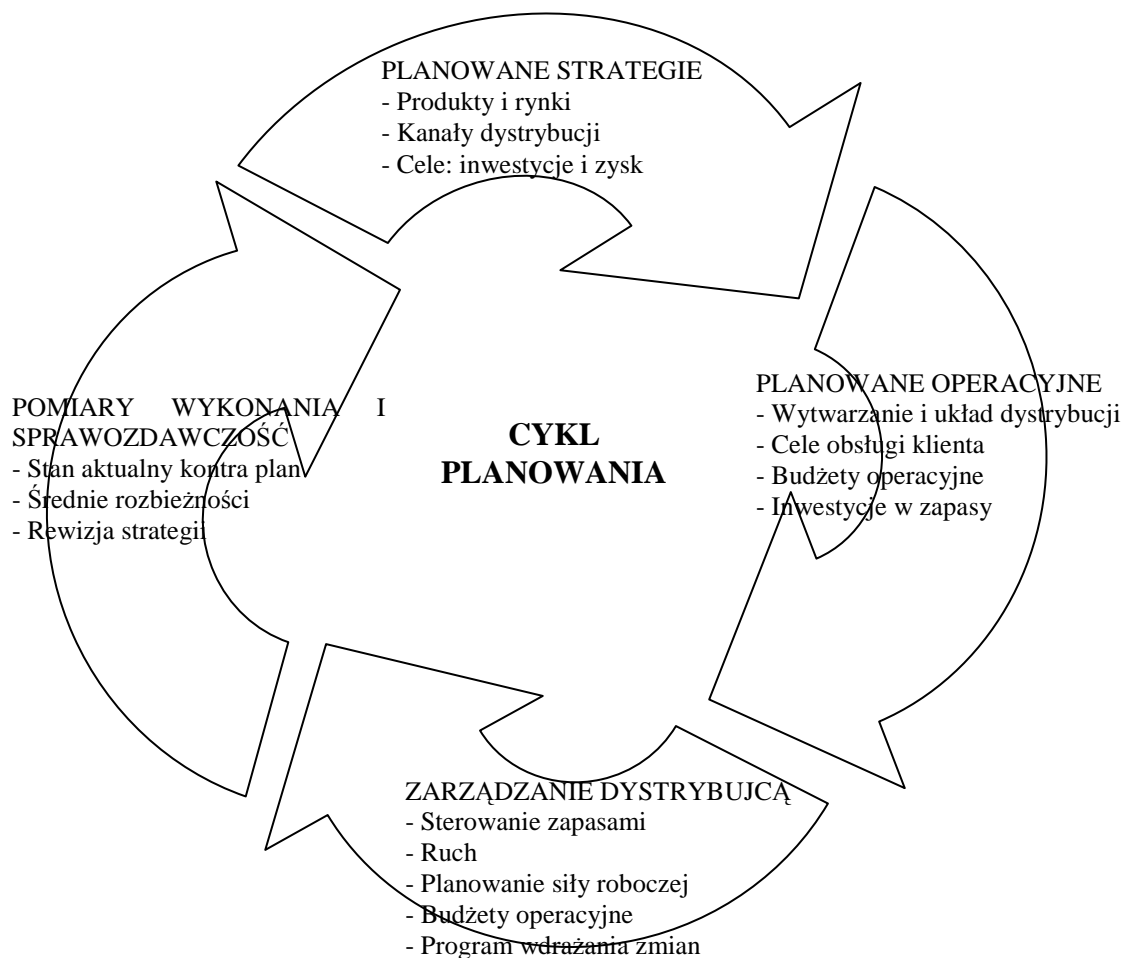 PLANOWANE STRATEGIE
- Produkty i rynki
- Kanały dystrybucji
- Cele: inwestycje i zysk
PLANOWANE OPERACYJNE
- Wytwarzanie i układ dystrybucji
- Cele obsługi klienta
- Budżety operacyjne
- Inwestycje w zapasy
POMIARY WYKONANIA I
SPRAWOZDAWCZOŚĆ
- Stan aktualny kontra plan
- Średnie rozbieżności
- Rewizja strategii
CYKL
PLANOWANIA
ZARZĄDZANIE DYSTRYBUJCĄ
- Sterowanie zapasami
- Ruch
- Planowanie siły roboczej
- Budżety operacyjne
- Program wdrażania zmian